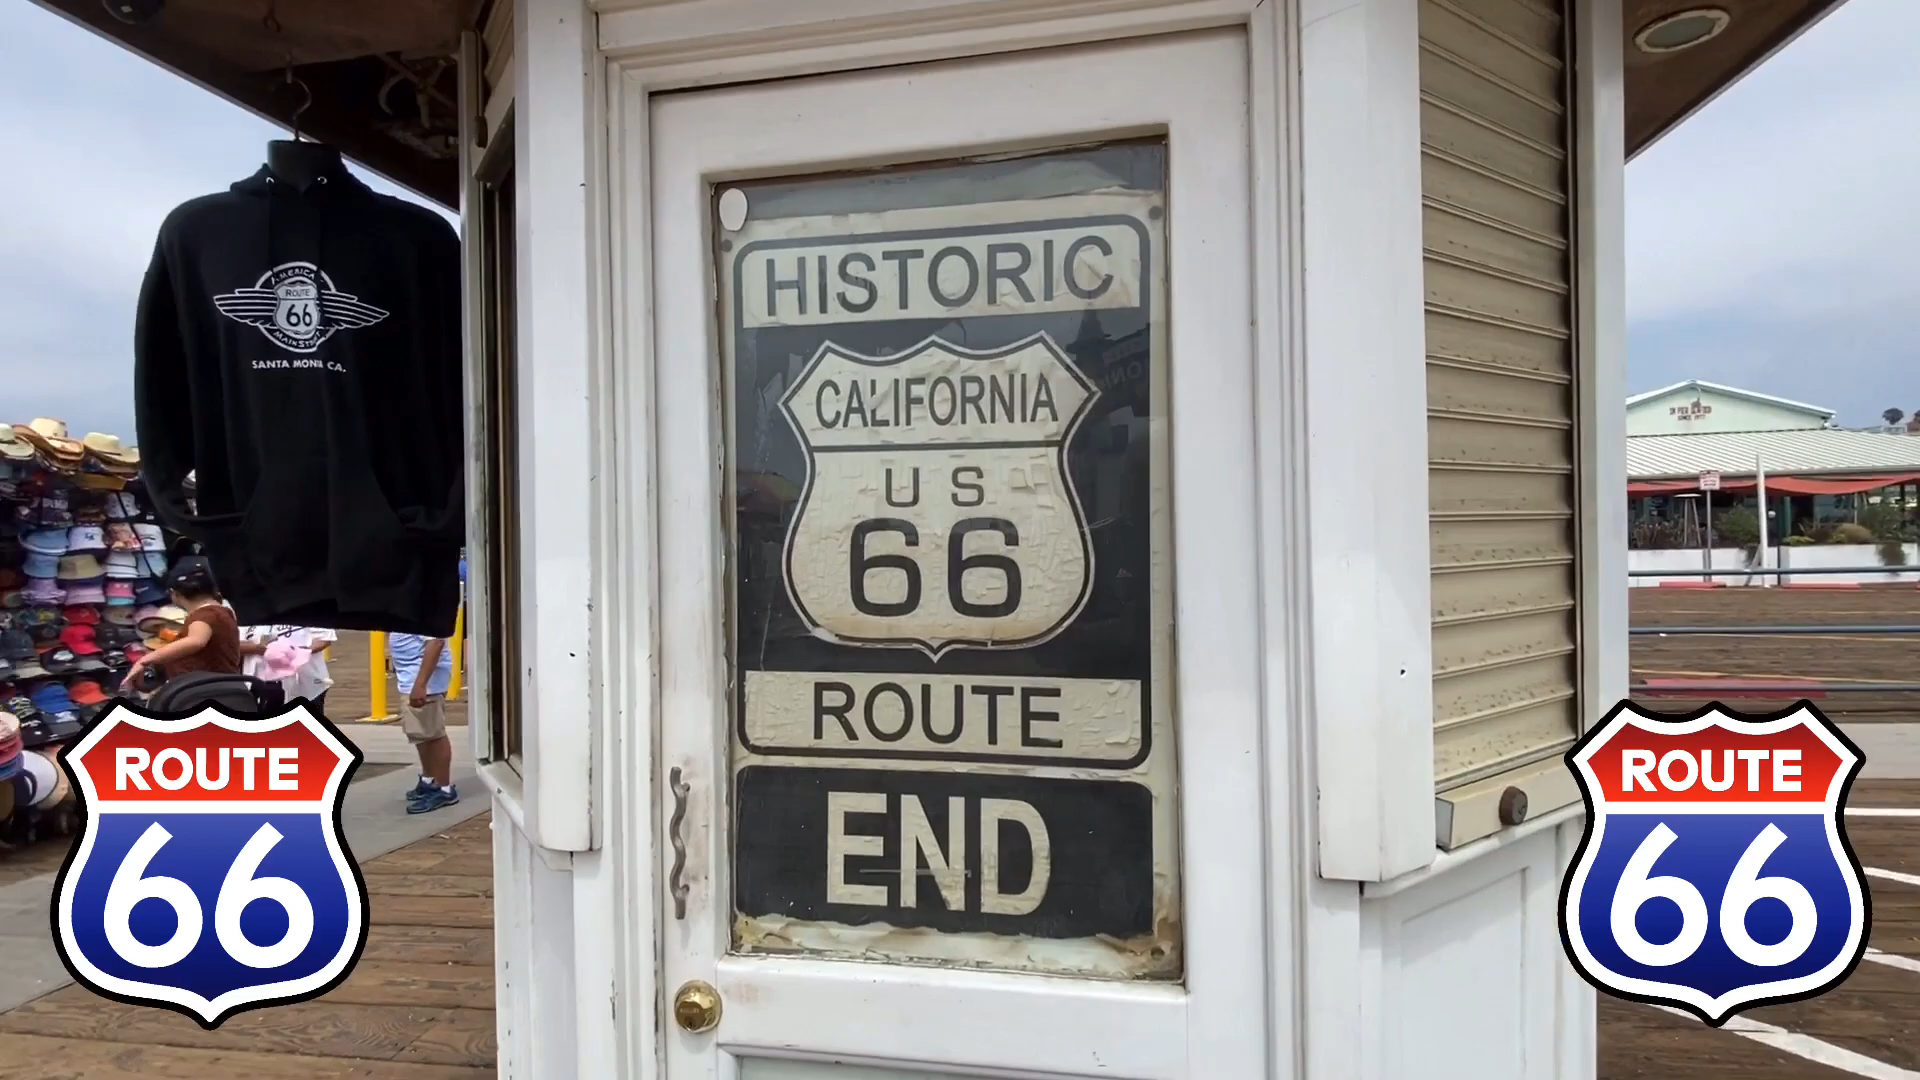 AMERICA
ROUTE
66
SANTA MONI CA.
HISTORIC
CALIFORNIA
US
66
ROUTE
END
ROUTE
66
ROUTE
66